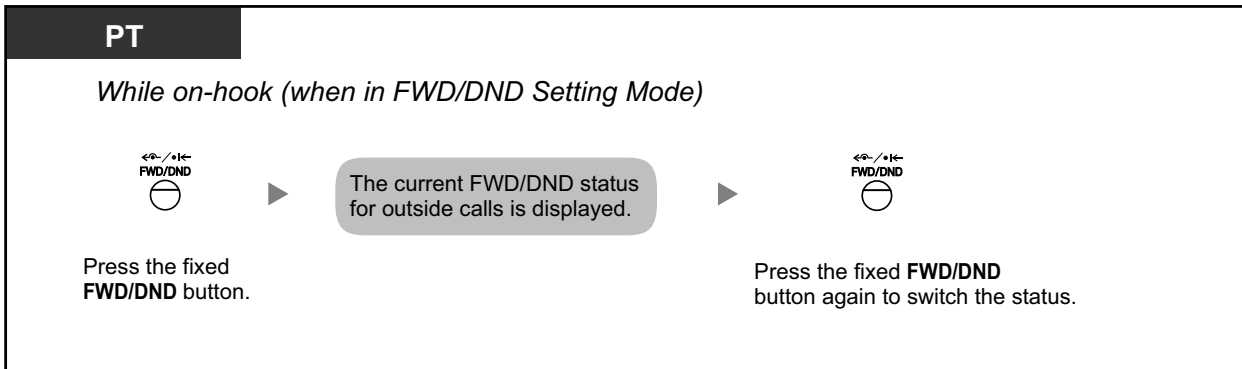 PT
While on-hook (when in FWD/DND Setting Mode)
FWD/DND
The current FWD/DND status
for outside calls is displayed.
FWD/DND
Press the fixed
FWD/DND button.
Press the fixed FWD/DND
button again to switch the status.